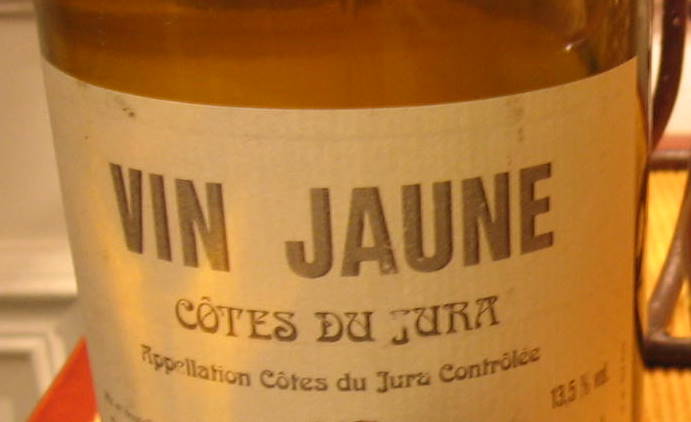 VIN JAUNE
CÔTES DU JURA
Appellation Côtes du Jura Contrôlée
13,5 % vol.